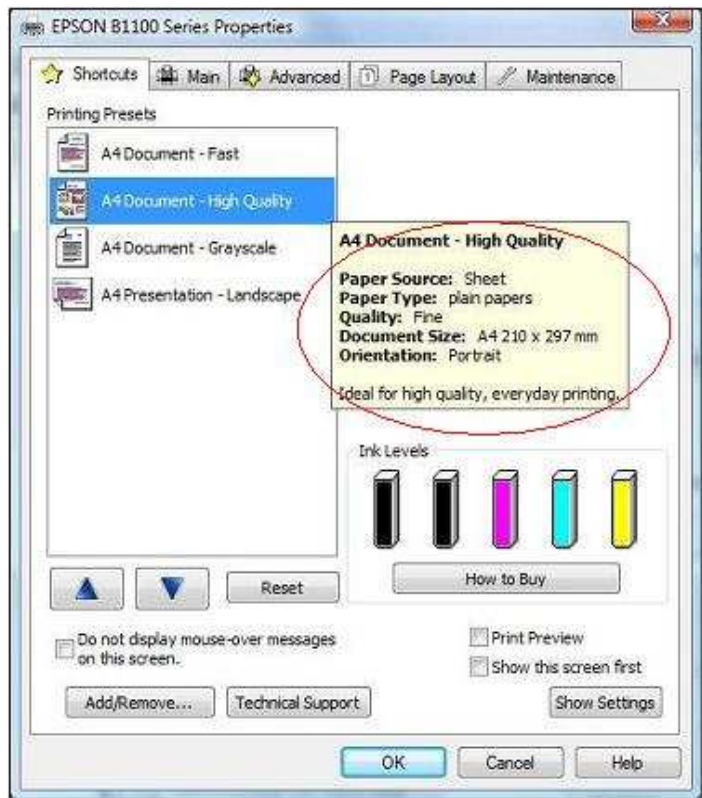 EPSON B1100 Series Properties
Shortcuts
Main
Advanced
Page Layout
Maintenance
Printing Presets
A4 Document - Fast
A4 Document - High Quality
A4 Document - Grayscale
A4 Presentation - Landscape
A4 Document - High Quality
Paper Source: Sheet
Paper Type: plain papers
Quality: Fine
Document Size: A4 210 x 297 mm
Orientation: Portrait
Ideal for high quality, everyday printing.
Ink Levels
How to Buy
Reset
Do not display mouse-over messages
on this screen.
Print Preview
Show this screen first
Add/Remove...
Technical Support
Show Settings
OK
Cancel
Help